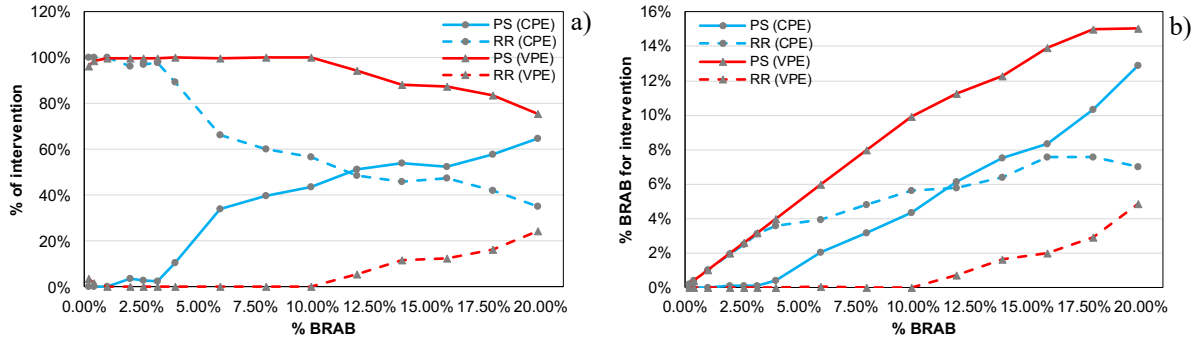 a)
PS (CPE)
RR (CPE)
PS (VPE)
RR (VPE)
% of intervention
120%
100%
80%
60%
40%
20%
0%
0.00% 2.50% 5.00% 7.50% 10.00% 12.50% 15.00% 17.50% 20.00%
% BRAB
b)
PS (CPE)
RR (CPE)
PS (VPE)
RR (VPE)
% BRAB for intervention
16%
14%
12%
10%
8%
6%
4%
2%
0%
0.00% 2.50% 5.00% 7.50% 10.00% 12.50% 15.00% 17.50% 20.00%
% BRAB